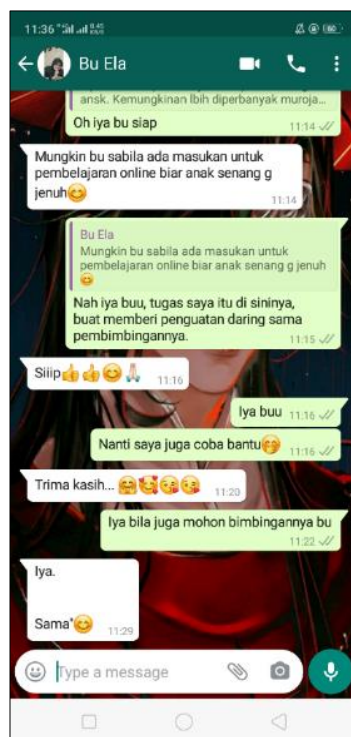 11:36
Bu Ela
ansk. Kemungkinan lbih diperbanyak muroja...
Oh iya bu siap
11:14
Mungkin bu sabila ada masukan untuk
pembelajaran online biar anak senang g
jenuh😊
11:14
Bu Ela
Mungkin bu sabila ada masukan untuk
pembelajaran online biar anak senang g jenuh
😊
Nah iya buu, tugas saya itu di sininya,
buat memberi penguatan daring sama
pembimbingannya.
11:15
Siiip👍👍😊🙏
11:16
Iya buu
11:16
Nanti saya juga coba bantu🤭
11:16
Trima kasih... 🤗🥰😘😘
11:20
Iya bila juga mohon bimbingannya bu
11:22
Iya.
Sama'😊
11:29
Type a message